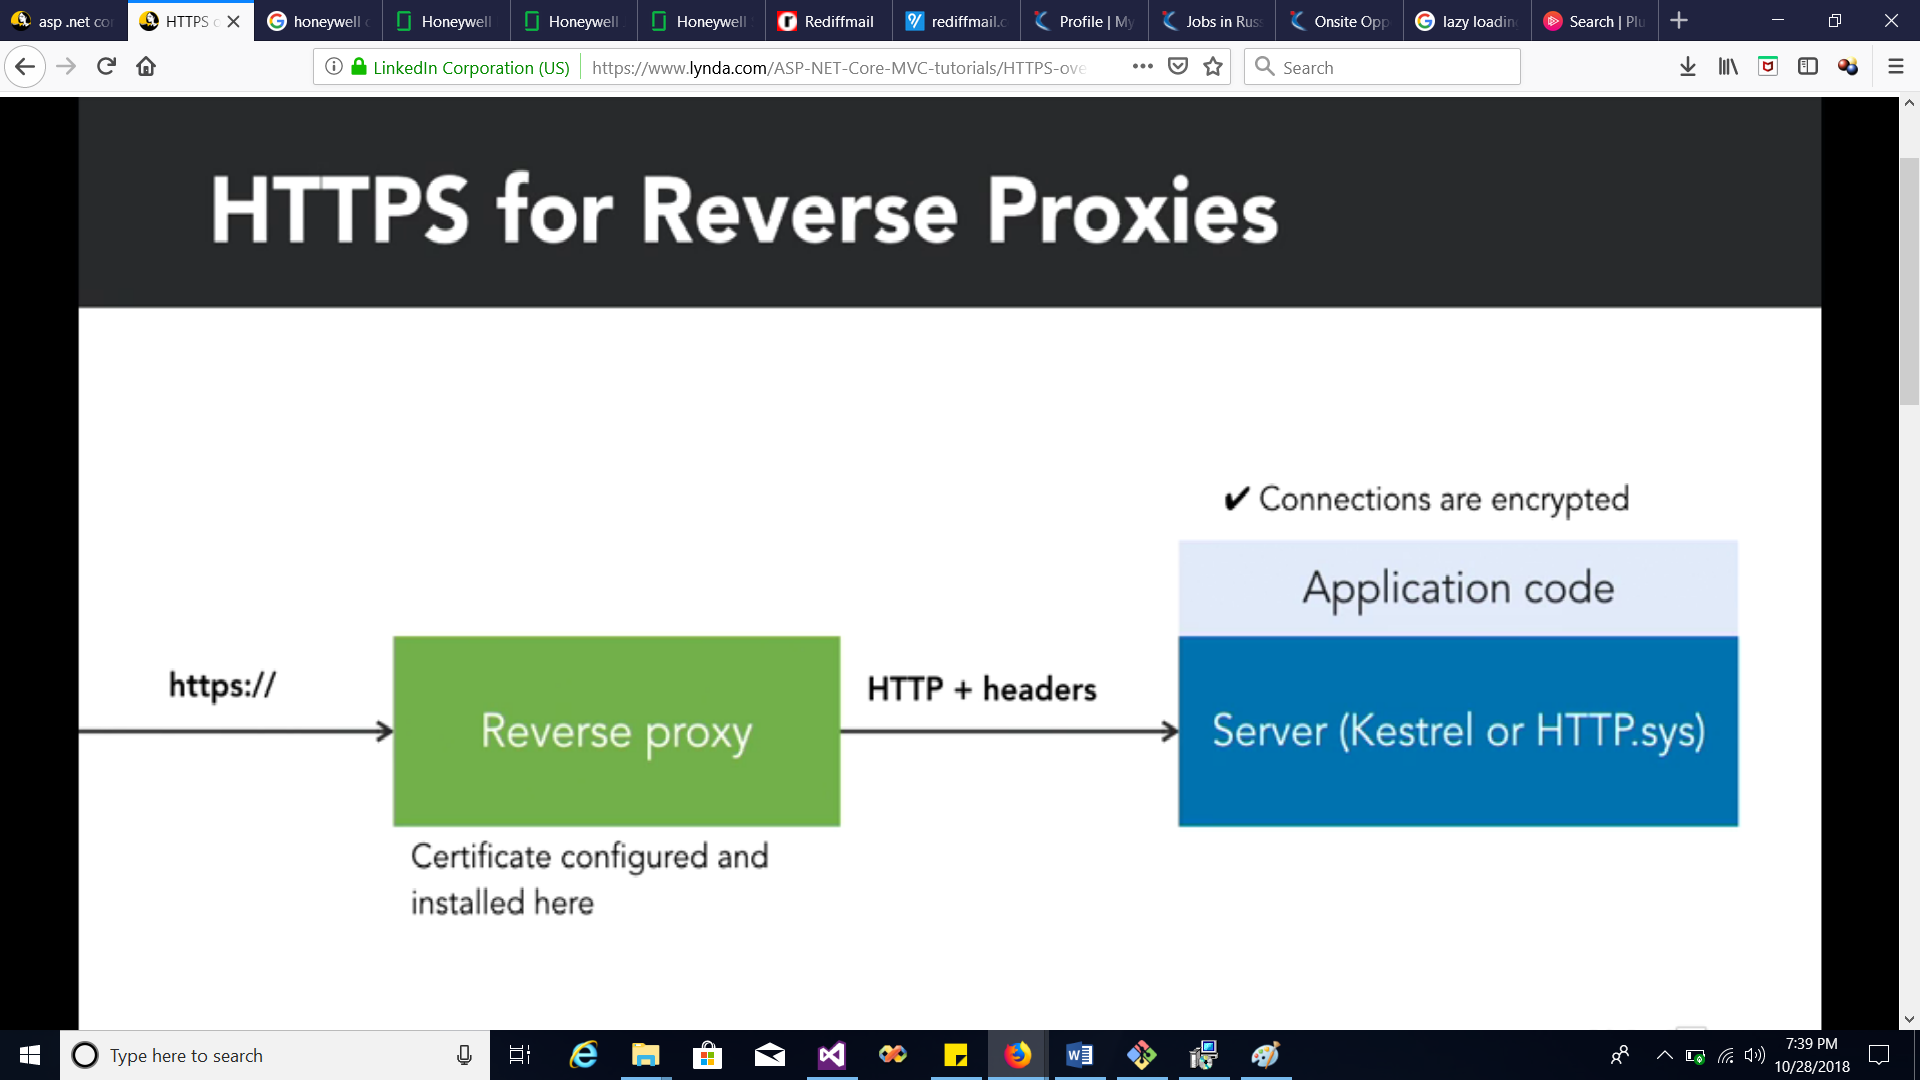 asp .net cor
HTTPS o
honeywell c
Honeywell
Honeywell
Honeywell
Rediffmail
rediffmail.c
Profile | My
Jobs in Russ
Onsite Opp
lazy loading
Search | Plu
LinkedIn Corporation (US)
https://www.lynda.com/ASP-NET-Core-MVC-tutorials/HTTPS-ove
Search
HTTPS for Reverse Proxies
✔ Connections are encrypted
Application code
https://
Reverse proxy
HTTP + headers
Server (Kestrel or HTTP.sys)
Certificate configured and
installed here
Type here to search
7:39 PM
10/28/2018